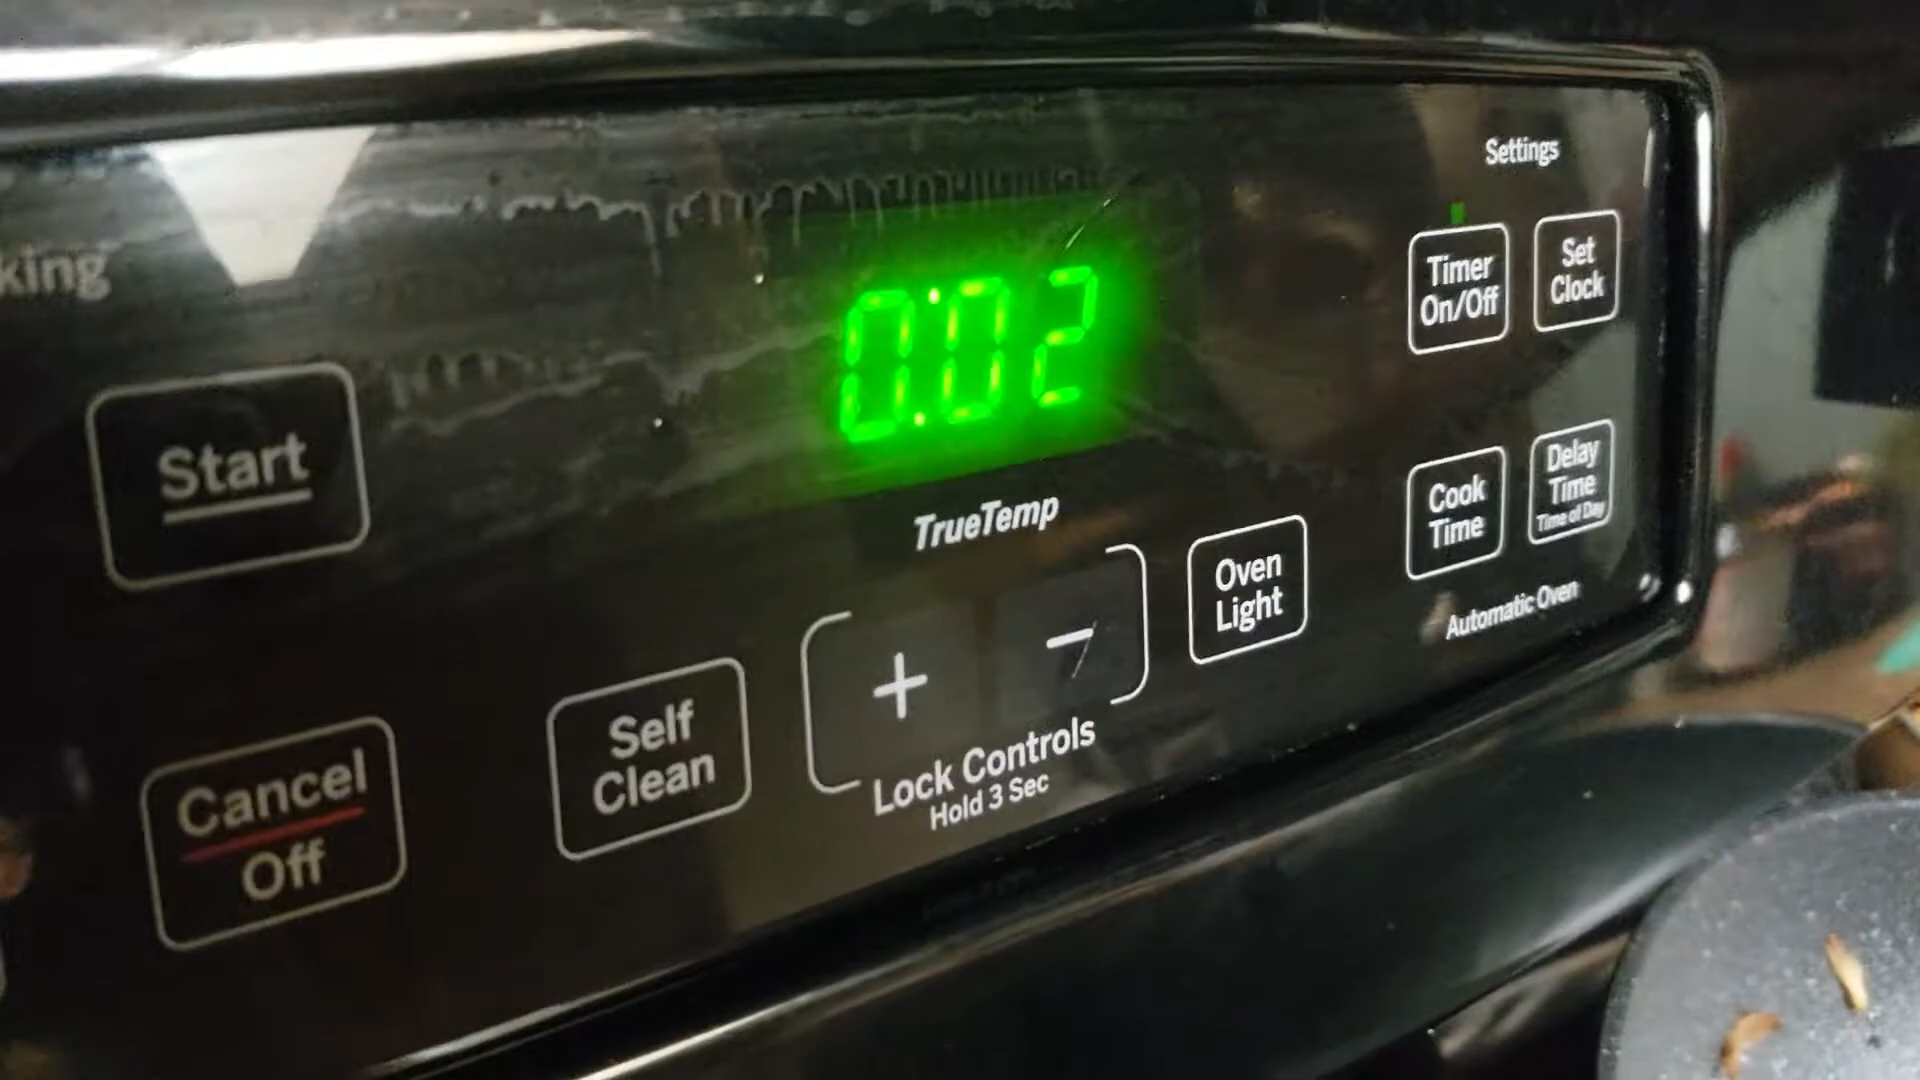 king
Start
Cancel
Off
Self
Clean
0:02
TrueTemp
+
-
Lock Controls
Hold 3 Sec
Oven
Light
Settings
Timer
On/Off
Set
Clock
Cook
Time
Delay
Time
Time of Day
Automatic Oven